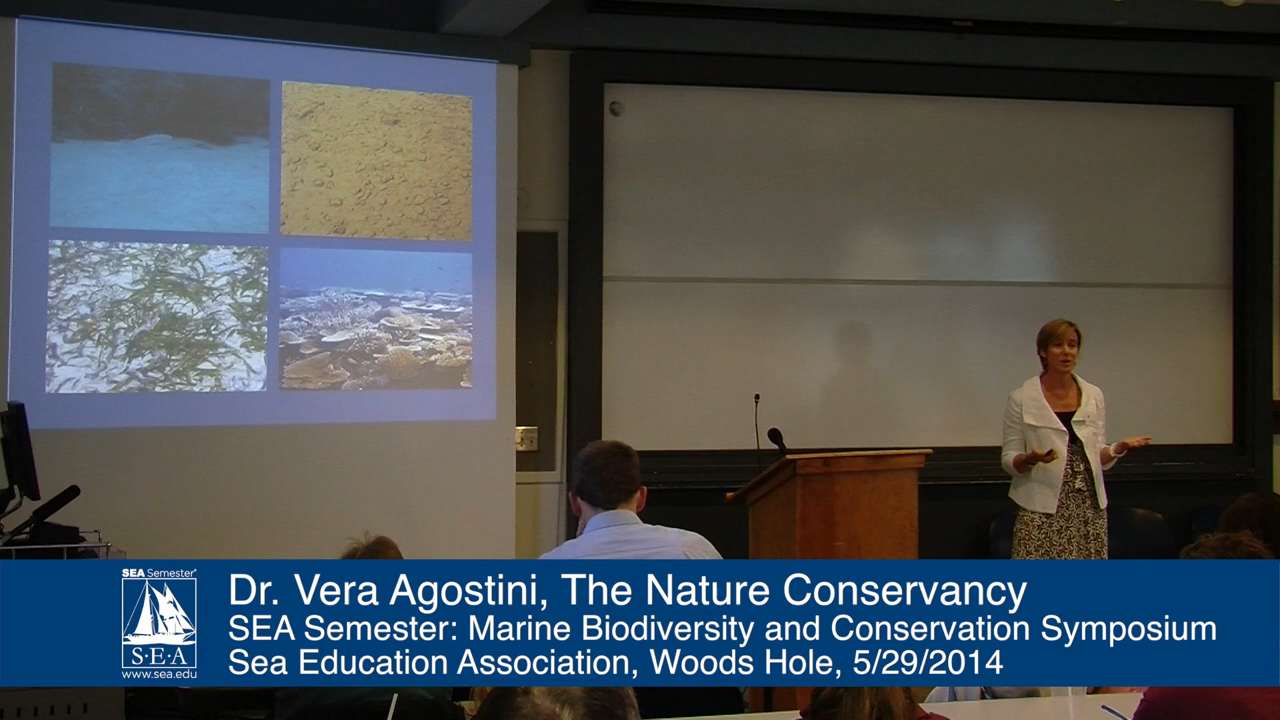 SEA Semester®
S·E·A
www.sea.edu
Dr. Vera Agostini, The Nature Conservancy
SEA Semester: Marine Biodiversity and Conservation Symposium
Sea Education Association, Woods Hole, 5/29/2014